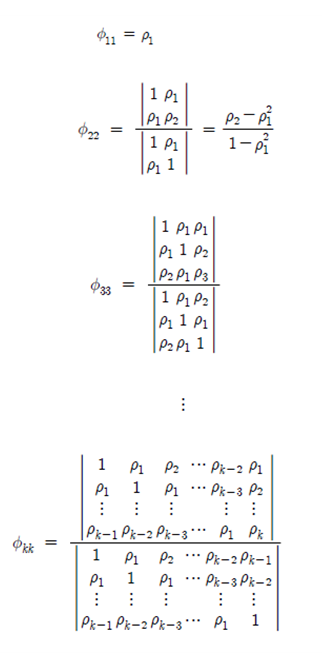 ϕ₁₁ = ρ₁
ϕ₂₂ = | 1 ρ₁ | = ρ₂ − ρ₁²
| ρ₁ ρ₂ |
| 1 ρ₁ | 1 − ρ₁²
| ρ₁ 1 |
ϕ₃₃ = | 1 ρ₁ ρ₁ |
| ρ₁ 1 ρ₂ |
| ρ₂ ρ₁ ρ₃ |
| 1 ρ₁ ρ₂ |
| ρ₁ 1 ρ₁ |
| ρ₂ ρ₁ 1 |
⋮
ϕₖₖ = | 1 ρ₁ ρ₂ ⋯ ρₖ₋₂ ρ₁ |
| ρ₁ 1 ρ₁ ⋯ ρₖ₋₃ ρ₂ |
| ⋮ ⋮ ⋮ ⋮ ⋮ |
| ρₖ₋₁ ρₖ₋₂ ρₖ₋₃ ⋯ ρ₁ ρₖ |
| 1 ρ₁ ρ₂ ⋯ ρₖ₋₂ ρₖ₋₁ |
| ρ₁ 1 ρ₁ ⋯ ρₖ₋₃ ρₖ₋₂ |
| ⋮ ⋮ ⋮ ⋮ ⋮ |
| ρₖ₋₁ ρₖ₋₂ ρₖ₋₃ ⋯ ρ₁ 1 |